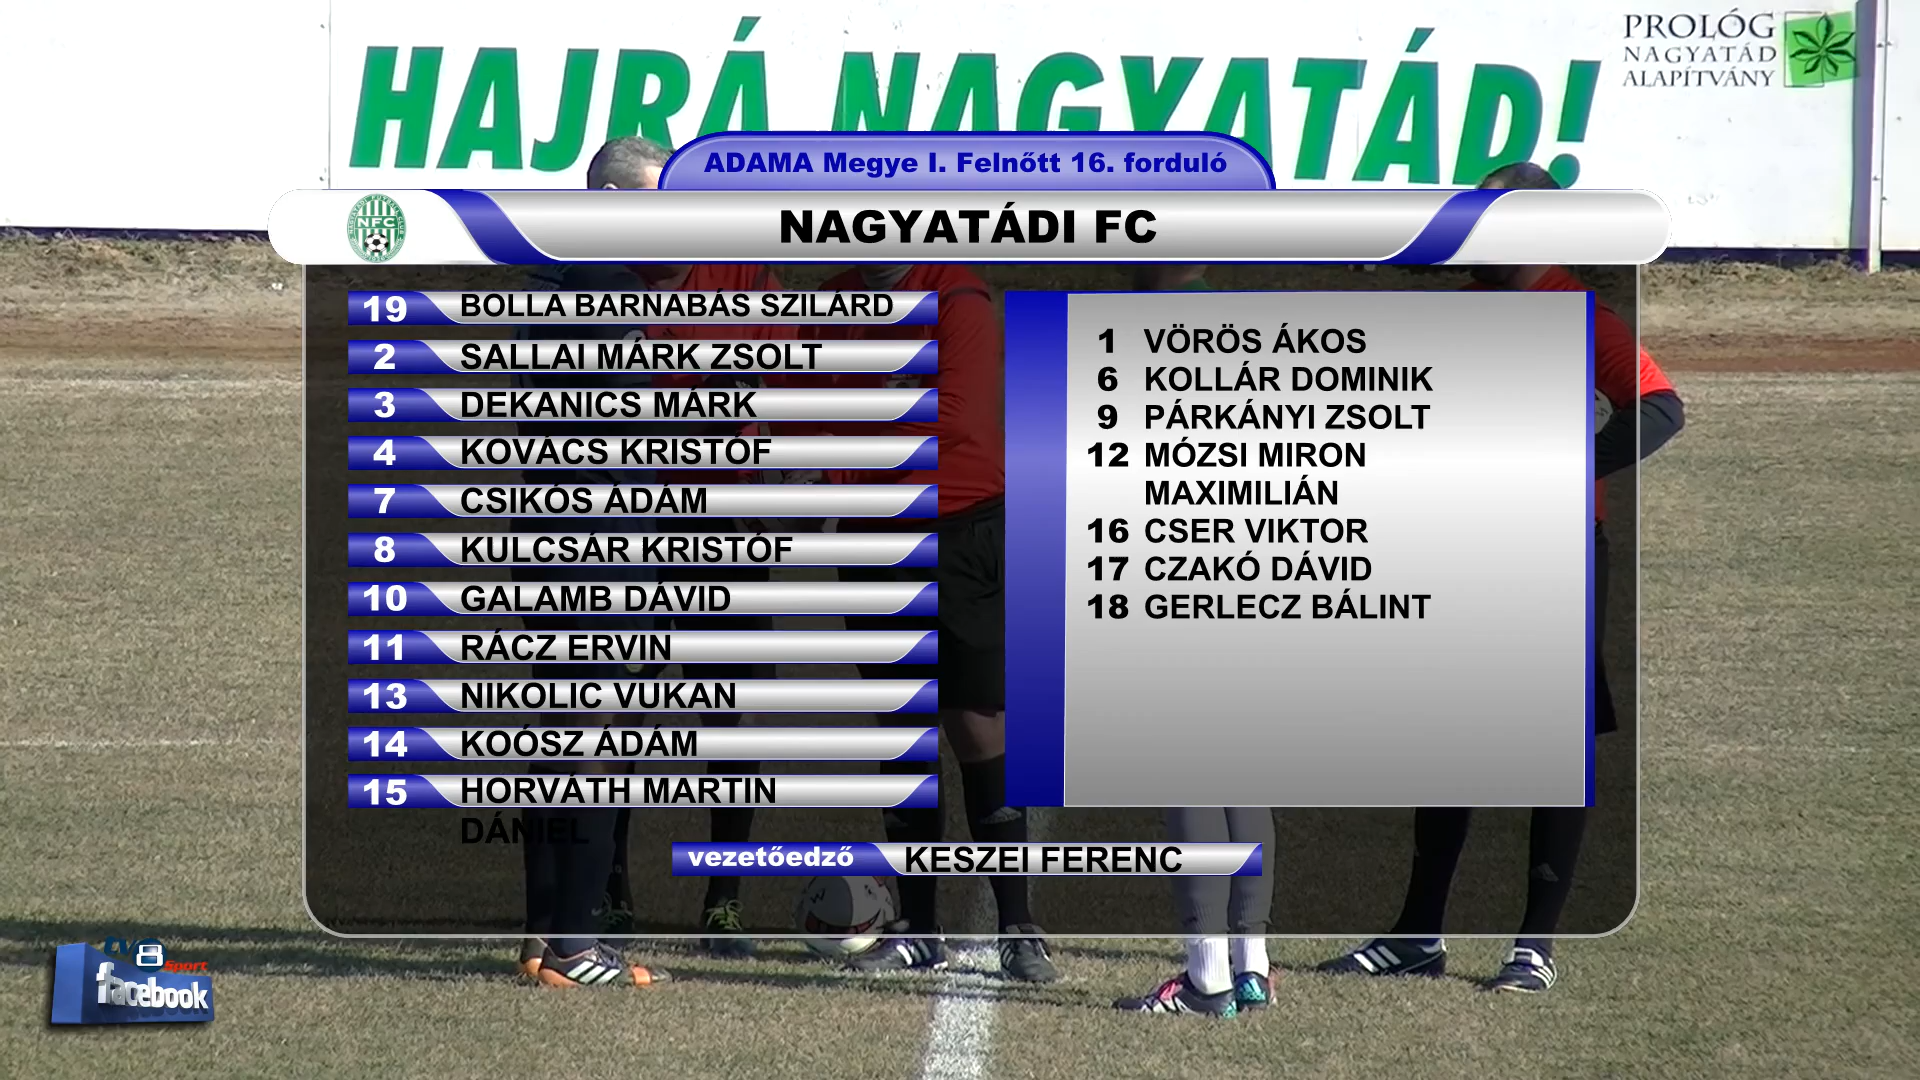 HAJRÁ NAGYATÁD!
PROLÓG
NAGYATÁD
ALAPÍTVÁNY
ADAMA Megye I. Felnőtt 16. forduló
NFC
NAGYATÁDI FC
19 BOLLA BARNABÁS SZILÁRD
2 SALLAI MÁRK ZSOLT
3 DEKANICS MÁRK
4 KOVÁCS KRISTÓF
7 CSIKÓS ÁDÁM
8 KULCSÁR KRISTÓF
10 GALAMB DÁVID
11 RÁCZ ERVIN
13 NIKOLIC VUKAN
14 KOÓSZ ÁDÁM
15 HORVÁTH MARTIN
DÁNIEL
1 VÖRÖS ÁKOS
6 KOLLÁR DOMINIK
9 PÁRKÁNYI ZSOLT
12 MÓZSI MIRON
MAXIMILIÁN
16 CSER VIKTOR
17 CZAKÓ DÁVID
18 GERLECZ BÁLINT
vezetőedző KESZEI FERENC
tv8
Sport
facebook